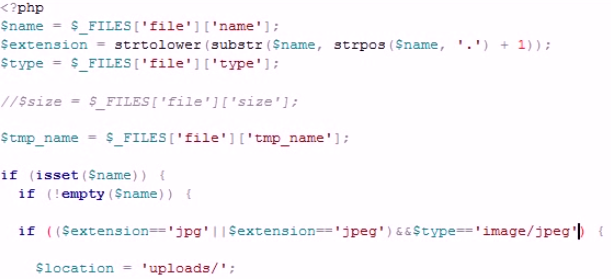 <?php
$name = $_FILES['file']['name'];
$extension = strtolower(substr($name, strpos($name, '.') + 1));
$type = $_FILES['file']['type'];
//$size = $_FILES['file']['size'];
$tmp_name = $_FILES['file']['tmp_name'];
if (isset($name)) {
if (!empty($name)) {
if (($extension=='jpg'||$extension=='jpeg')&&$type=='image/jpeg') {
$location = 'uploads/';